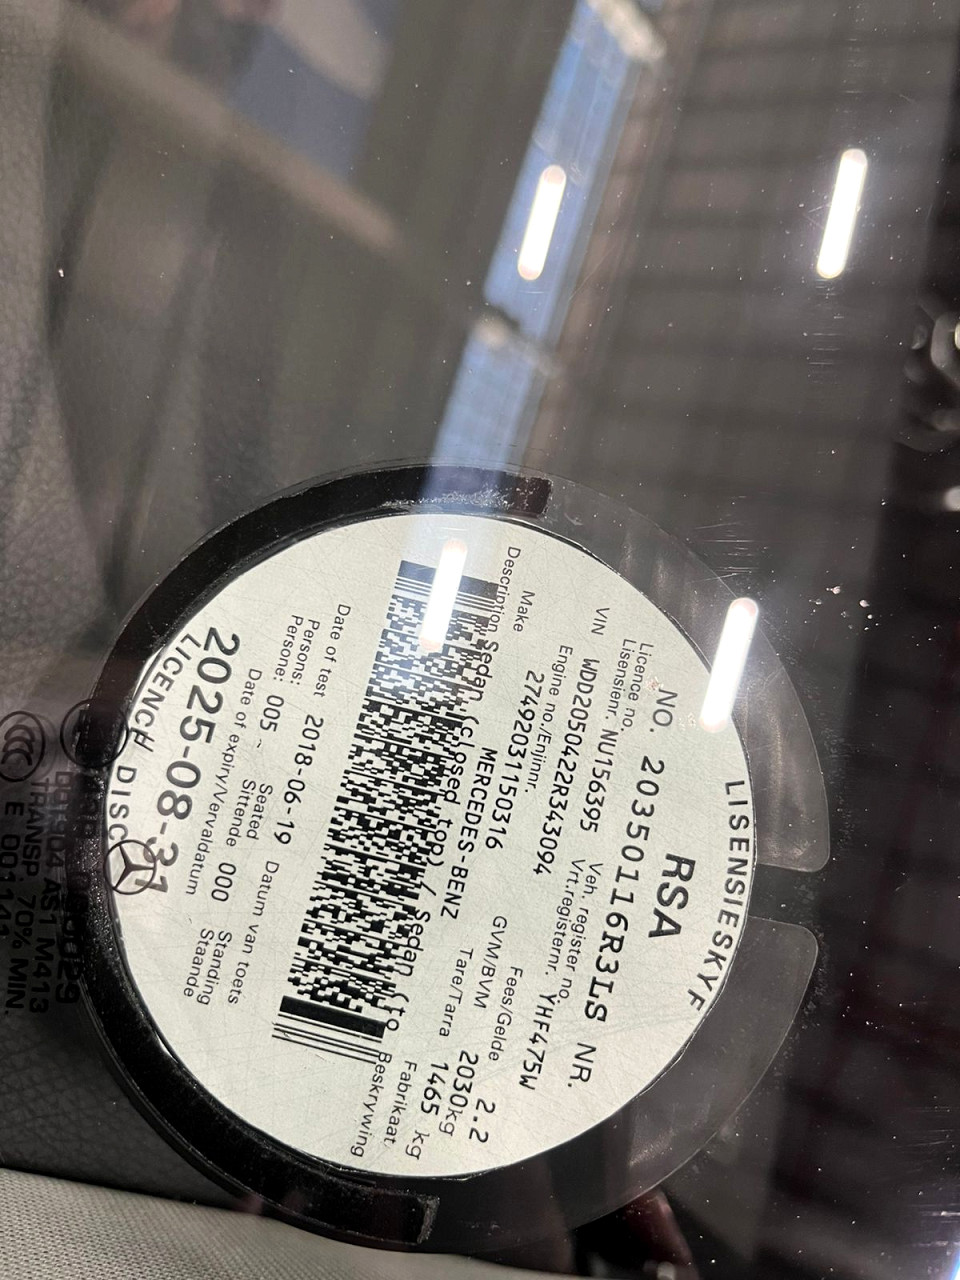 LISENSIESKYF
RSA
NO. 20350116R3LS NR.
Licence no. Veh. register no.
Lisensienr. NU156395 Vrt.registernr. YHF475W
VIN WDD2050422R343094 Fees/Gelde 2.2
Engine no./Enjinnr. GVM/BVM 2030kg
27492031150316 Tare/Tarra 1465 kg
Make MERCEDES-BENZ Fabrikaat
Description Sedan (closed top) / Sedan (to Beskrywing
Date of test 2018-06-19 Datum van toets
Persons: Seated Standing
Persone: 005 - Sittende 000 Staande
Date of expiry/Vervaldatum
2025-08-31
LICENCE DISC
AS1 M413
TRANSP. 70% MIN.